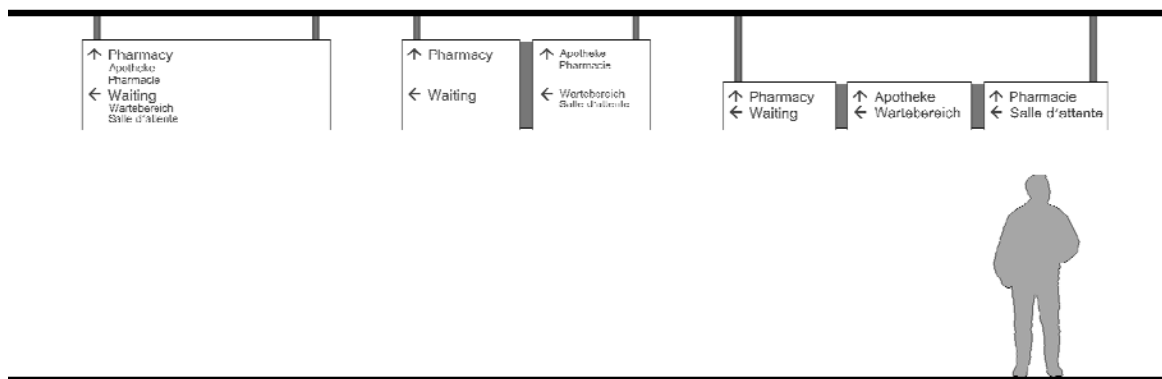 ↑ Pharmacy
Apotheke
Pharmacie
← Waiting
Wartebereich
Salle d'attente
↑ Pharmacy
← Waiting
↑ Apotheke
Pharmacie
← Wartebereich
Salle d'attente
↑ Pharmacy
← Waiting
↑ Apotheke
← Wartebereich
↑ Pharmacie
← Salle d'attente